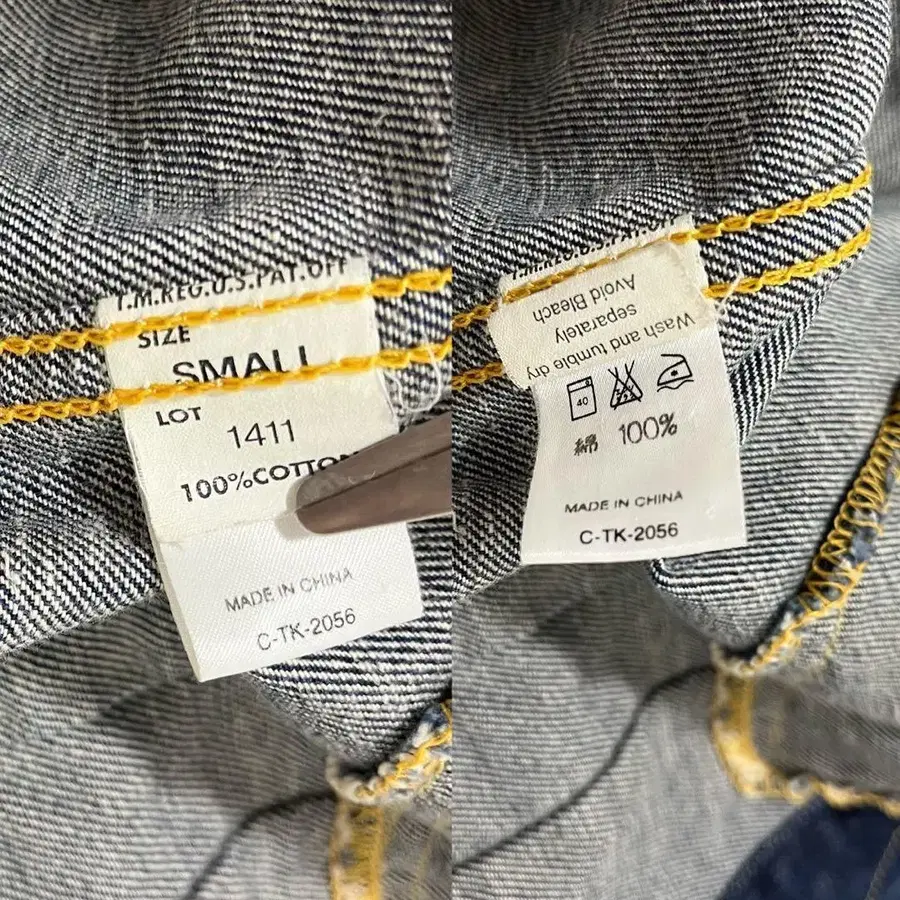 T.M.REG.U.S.PAT.OFF
SIZE
SMALL
LOT
1411
100%COTTON
MADE IN CHINA
C-TK-2056
T.M.REG.U.S.P
Wash and tumble dry
separately
Avoid Bleach
40
綿 100%
MADE IN CHINA
C-TK-2056